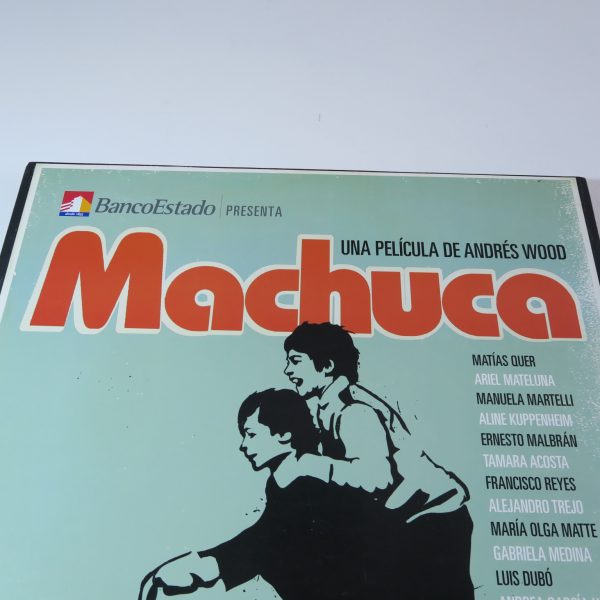 BancoEstado PRESENTA
UNA PELÍCULA DE ANDRÉS WOOD
Machuca
MATÍAS QUER
ARIEL MATELUNA
MANUELA MARTELLI
ALINE KUPPENHEIM
ERNESTO MALBRÁN
TAMARA ACOSTA
FRANCISCO REYES
ALEJANDRO TREJO
MARÍA OLGA MATTE
GABRIELA MEDINA
LUIS DUBÓ